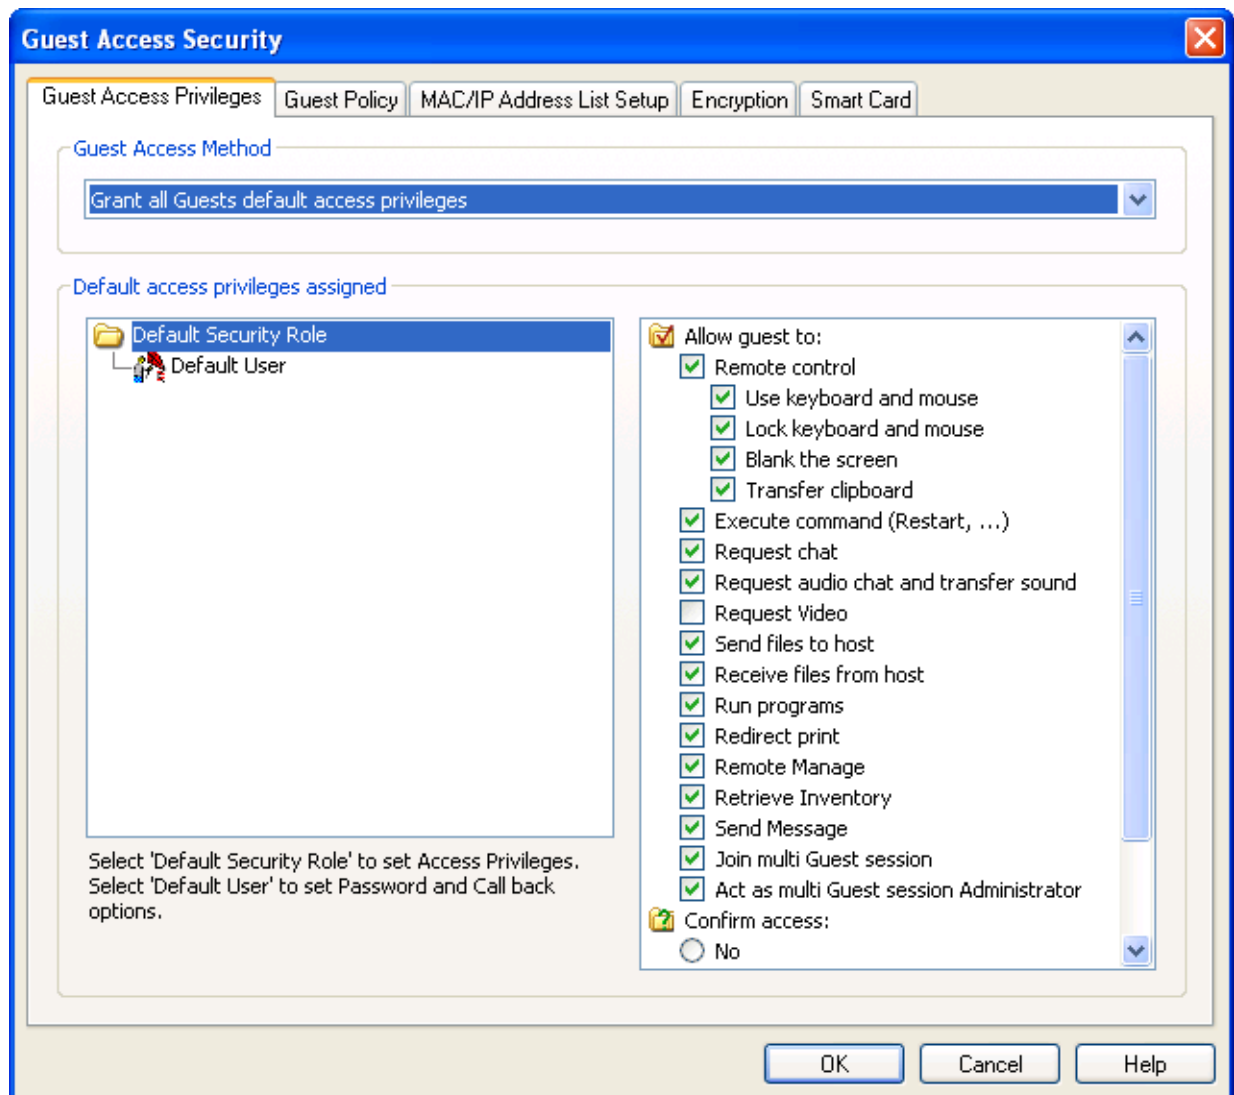 Guest Access Security
Guest Access Privileges
Guest Policy
MAC/IP Address List Setup
Encryption
Smart Card
Guest Access Method
Grant all Guests default access privileges
Default access privileges assigned
Default Security Role
Default User
Select 'Default Security Role' to set Access Privileges.
Select 'Default User' to set Password and Call back
options.
Allow guest to:
Remote control
Use keyboard and mouse
Lock keyboard and mouse
Blank the screen
Transfer clipboard
Execute command (Restart, ...)
Request chat
Request audio chat and transfer sound
Request Video
Send files to host
Receive files from host
Run programs
Redirect print
Remote Manage
Retrieve Inventory
Send Message
Join multi Guest session
Act as multi Guest session Administrator
Confirm access:
No
OK
Cancel
Help